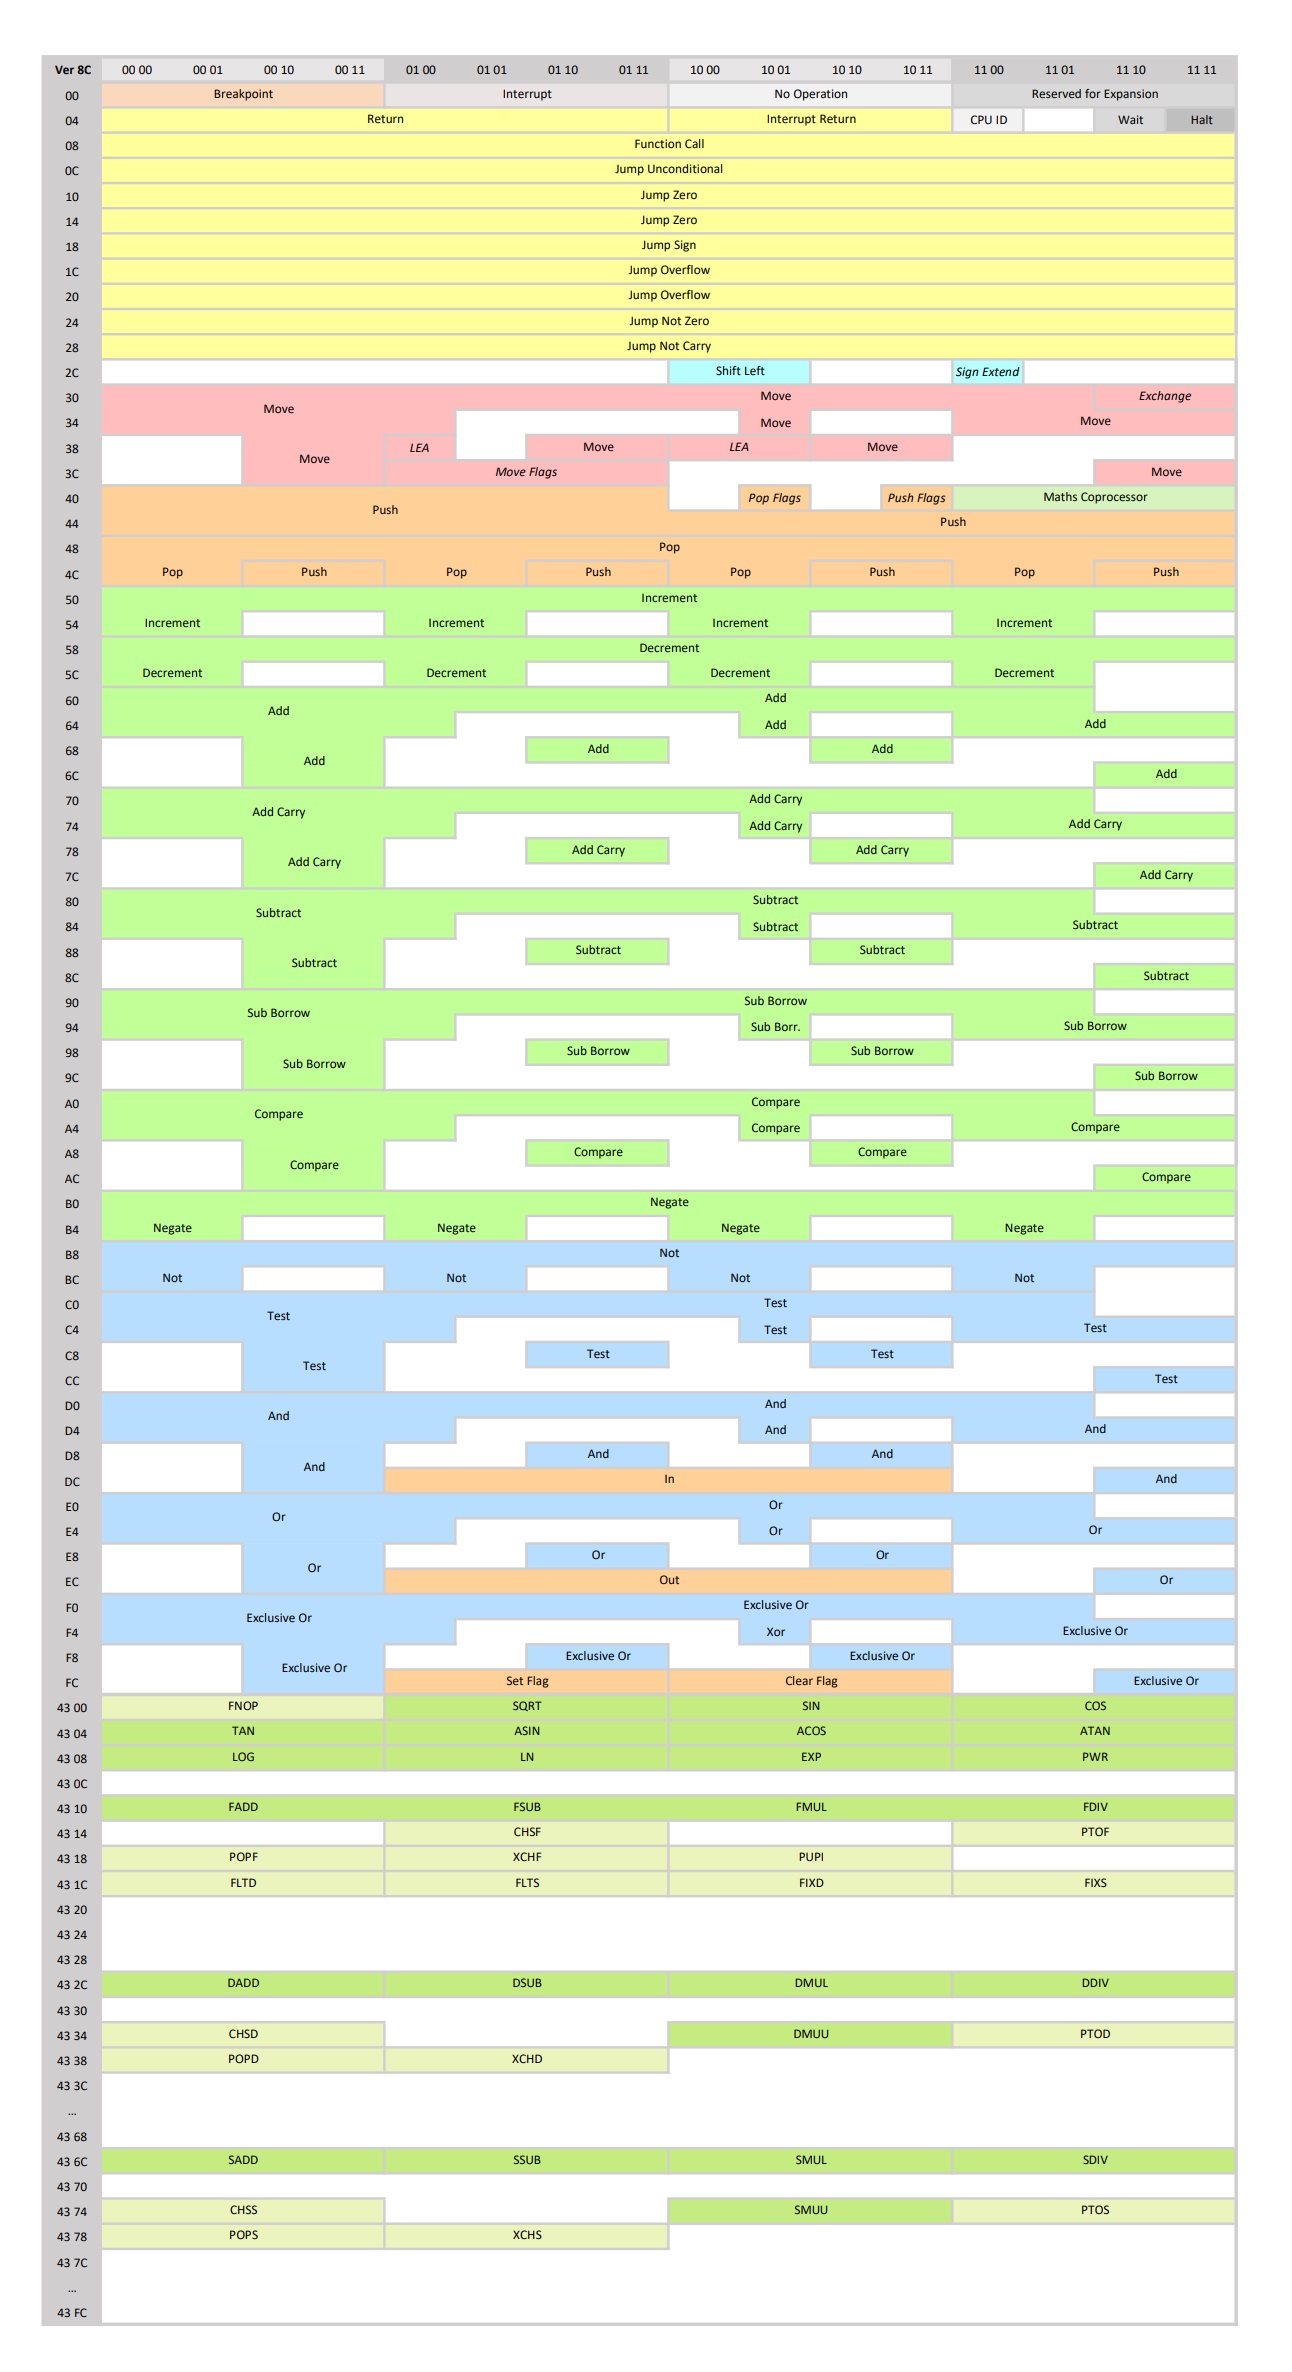 Ver 8C 00 00 00 01 00 10 00 11 01 00 01 01 01 10 01 11 10 00 10 01 10 10 10 11 11 00 11 01 11 10 11 11
00 Breakpoint Interrupt No Operation Reserved for Expansion
04 Return Interrupt Return CPU ID Wait Halt
08 Function Call
0C Jump Unconditional
10 Jump Zero
14 Jump Zero
18 Jump Sign
1C Jump Overflow
20 Jump Overflow
24 Jump Not Zero
28 Jump Not Carry
2C Shift Left Sign Extend
30 Move Exchange
Move
34 Move Move
38 LEA Move LEA Move
Move
3C Move Flags Move
40 Pop Flags Push Flags Maths Coprocessor
Push
44 Push
48 Pop
4C Pop Push Pop Push Pop Push Pop Push
50 Increment
54 Increment Increment Increment Increment
58 Decrement
5C Decrement Decrement Decrement Decrement
60 Add
Add
64 Add Add
68 Add Add
Add
6C Add
70 Add Carry
Add Carry
74 Add Carry Add Carry
78 Add Carry Add Carry
Add Carry
7C Add Carry
80 Subtract
Subtract
84 Subtract Subtract
88 Subtract Subtract
Subtract
8C Subtract
90 Sub Borrow
Sub Borrow
94 Sub Borr. Sub Borrow
98 Sub Borrow Sub Borrow
Sub Borrow
9C Sub Borrow
A0 Compare
Compare
A4 Compare Compare
A8 Compare Compare
Compare
AC Compare
B0 Negate
B4 Negate Negate Negate Negate
B8 Not
BC Not Not Not Not
C0 Test
Test
C4 Test Test
C8 Test Test
Test
CC Test
D0 And
And
D4 And And
D8 And And
And
DC In And
E0 Or
Or
E4 Or Or
E8 Or Or
Or
EC Out Or
F0 Exclusive Or
Exclusive Or
F4 Xor Exclusive Or
F8 Exclusive Or Exclusive Or
Exclusive Or
FC Set Flag Clear Flag Exclusive Or
43 00 FNOP SQRT SIN COS
43 04 TAN ASIN ACOS ATAN
43 08 LOG LN EXP PWR
43 0C
43 10 FADD FSUB FMUL FDIV
43 14 CHSF PTOF
43 18 POPF XCHF PUPI
43 1C FLTD FLTS FIXD FIXS
43 20
43 24
43 28
43 2C DADD DSUB DMUL DDIV
43 30
43 34 CHSD DMUU PTOD
43 38 POPD XCHD
43 3C
...
43 68
43 6C SADD SSUB SMUL SDIV
43 70
43 74 CHSS SMUU PTOS
43 78 POPS XCHS
43 7C
...
43 FC